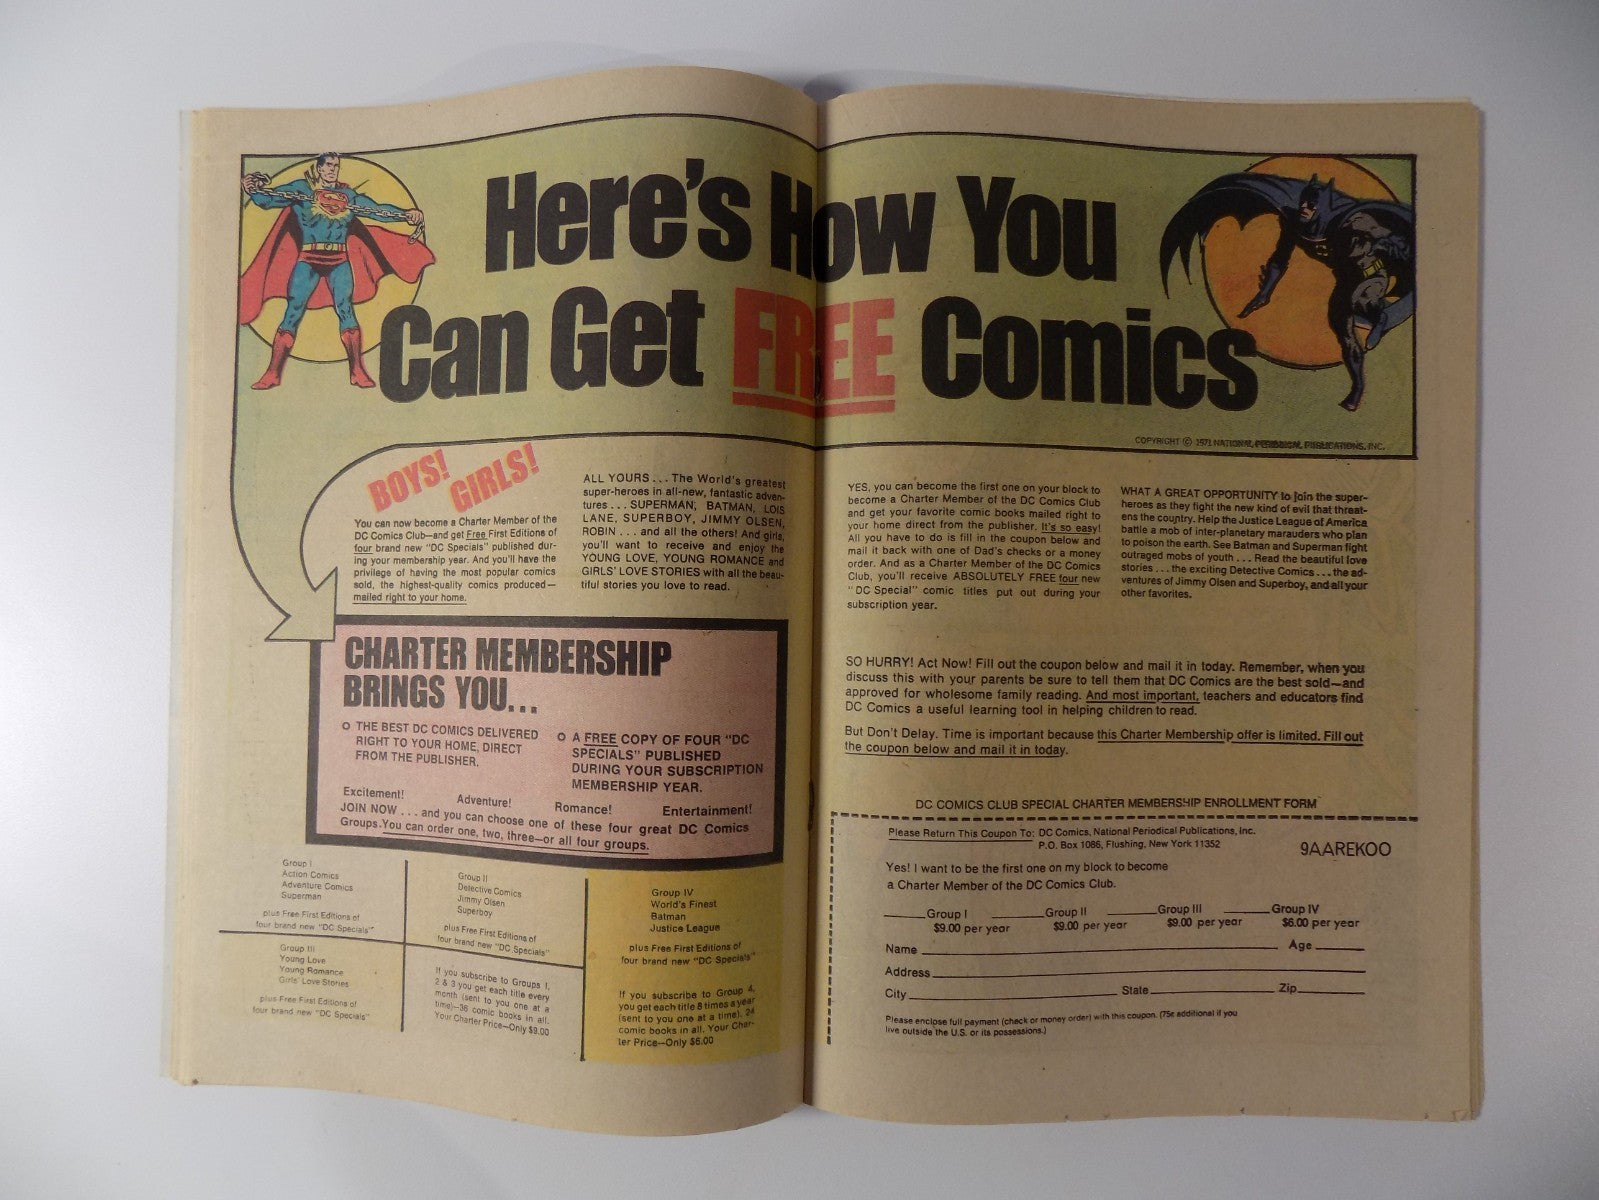 Here's How You
Can Get FREE Comics
COPYRIGHT © 1971 NATIONAL PERIODICAL PUBLICATIONS, INC.
BOYS!
GIRLS!
You can now become a Charter Member of the
DC Comics Club—and get Free First Editions of
four brand new "DC Specials" published dur-
ing your membership year. And you'll have the
privilege of having the most popular comics
sold, the highest-quality comics produced—
mailed right to your home.
ALL YOURS ... The World's greatest
super-heroes in all-new, fantastic adven-
tures ... SUPERMAN, BATMAN, LOIS
LANE, SUPERBOY, JIMMY OLSEN,
ROBIN ... and all the others! And girls,
you'll want to receive and enjoy the
YOUNG LOVE, YOUNG ROMANCE and
GIRLS' LOVE STORIES with all the beau-
tiful stories you love to read.
CHARTER MEMBERSHIP
BRINGS YOU...
o THE BEST DC COMICS DELIVERED
RIGHT TO YOUR HOME, DIRECT
FROM THE PUBLISHER.
o A FREE COPY OF FOUR "DC
SPECIALS" PUBLISHED
DURING YOUR SUBSCRIPTION
MEMBERSHIP YEAR.
Excitement! Adventure! Romance! Entertainment!
JOIN NOW ... and you can choose one of these four great DC Comics
Groups. You can order one, two, three—or all four groups.
Group I
Action Comics
Adventure Comics
Superman
plus Free First Editions of
four brand new "DC Specials"
Group II
Detective Comics
Jimmy Olsen
Superboy
plus Free First Editions of
four brand new "DC Specials"
Group III
Young Love
Young Romance
Girls' Love Stories
plus Free First Editions of
four brand new "DC Specials"
If you subscribe to Groups 1,
2 & 3 you get each title every
month (sent to you one at a
time)—36 comic books in all.
Your Charter Price—Only $9.00
Group IV
World's Finest
Batman
Justice League
plus Free First Editions of
four brand new "DC Specials"
If you subscribe to Group 4,
you get each title 8 times a year
(sent to you one at a time). 24
comic books in all. Your Char-
ter Price—Only $6.00
YES, you can become the first one on your block to
become a Charter Member of the DC Comics Club
and get your favorite comic books mailed right to
your home direct from the publisher. It's so easy!
All you have to do is fill in the coupon below and
mail it back with one of Dad's checks or a money
order. And as a Charter Member of the DC Comics
Club, you'll receive ABSOLUTELY FREE four new
"DC Special" comic titles put out during your
subscription year.
WHAT A GREAT OPPORTUNITY to join the super-
heroes as they fight the new kind of evil that threat-
ens the country. Help the Justice League of America
battle a mob of inter-planetary marauders who plan
to poison the earth. See Batman and Superman fight
outraged mobs of youth ... Read the beautiful love
stories ... the exciting Detective Comics ... the ad-
ventures of Jimmy Olsen and Superboy, and all your
other favorites.
SO HURRY! Act Now! Fill out the coupon below and mail it in today. Remember, when you
discuss this with your parents be sure to tell them that DC Comics are the best sold—and
approved for wholesome family reading. And most important, teachers and educators find
DC Comics a useful learning tool in helping children to read.
But Don't Delay. Time is important because this Charter Membership offer is limited. Fill out
the coupon below and mail it in today.
DC COMICS CLUB SPECIAL CHARTER MEMBERSHIP ENROLLMENT FORM
Please Return This Coupon To: DC Comics, National Periodical Publications, Inc.
P.O. Box 1086, Flushing, New York 11352
9AAREKOO
Yes! I want to be the first one on my block to become
a Charter Member of the DC Comics Club.
Group I Group II Group III Group IV
$9.00 per year $9.00 per year $9.00 per year $6.00 per year
Name Age
Address
City State Zip
Please enclose full payment (check or money order) with this coupon. (75¢ additional if you
live outside the U.S. or its possessions.)